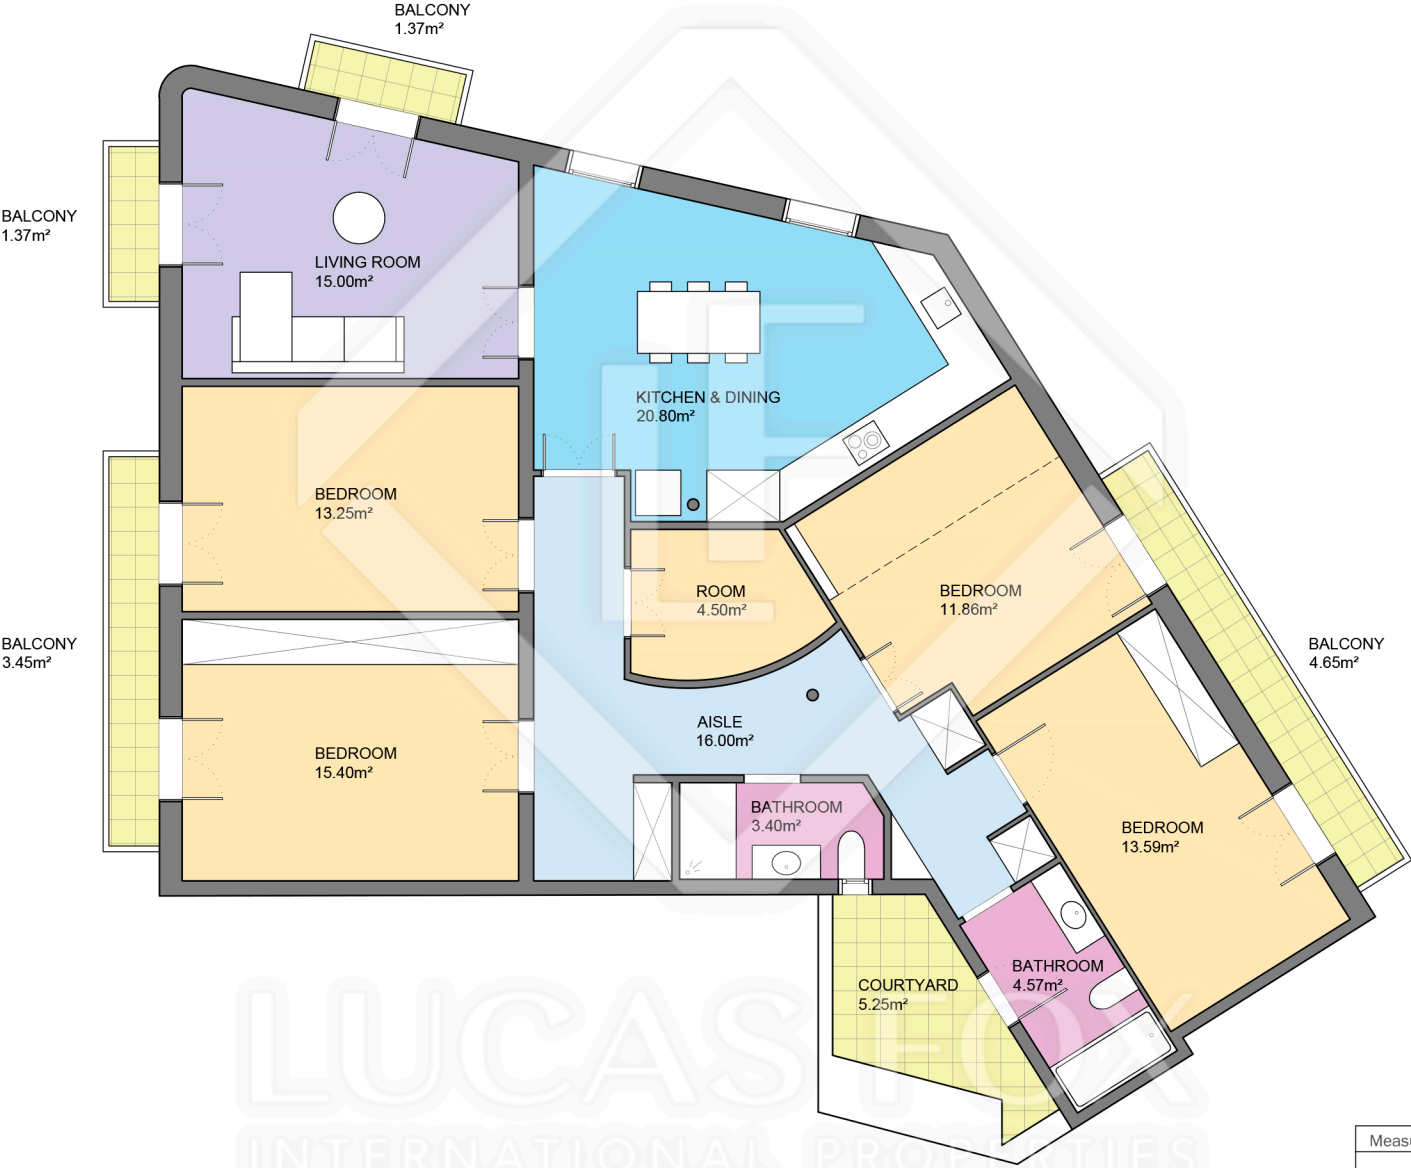 BALCONY
1.37m²
BALCONY
1.37m²
LIVING ROOM
15.00m²
KITCHEN & DINING
20.80m²
BEDROOM
13.25m²
ROOM
4.50m²
BEDROOM
11.86m²
BALCONY
3.45m²
BALCONY
4.65m²
AISLE
16.00m²
BEDROOM
15.40m²
BATHROOM
3.40m²
BEDROOM
13.59m²
BATHROOM
4.57m²
COURTYARD
5.25m²
LUCAS FOX
INTERNATIONAL PROPERTIES